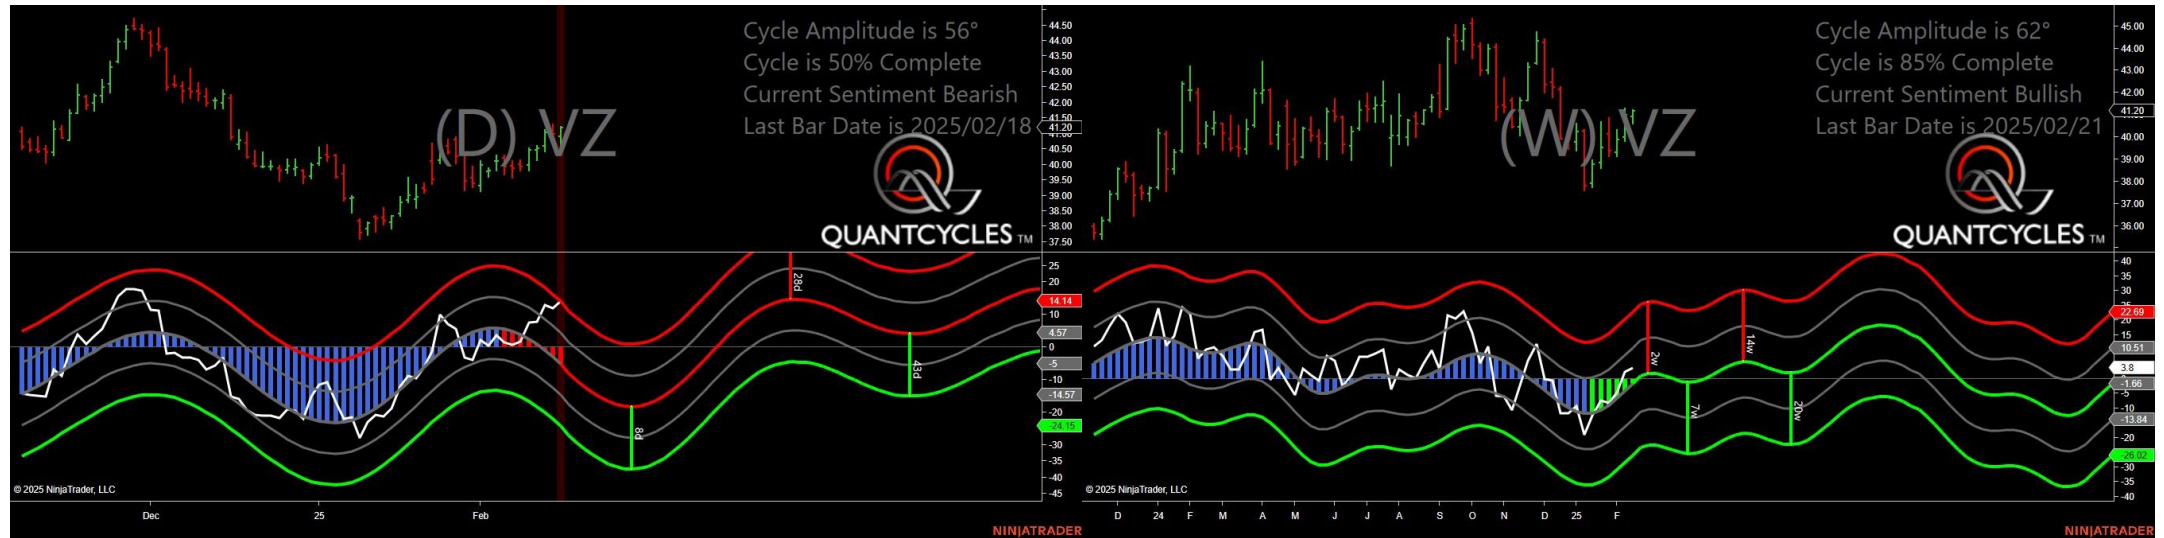 Cycle Amplitude is 56°
Cycle is 50% Complete
Current Sentiment Bearish
Last Bar Date is 2025/02/18
(D) VZ
QUANTCYCLES TM
44.50
44.00
43.50
43.00
42.50
42.00
41.50
41.20
41.00
40.50
40.00
39.50
39.00
38.50
38.00
37.50
28d
43d
8d
25
20
14.14
10
4.57
0
-5
-10
-14.57
-20
-24.15
-30
-35
-40
-45
© 2025 NinjaTrader, LLC
Dec
25
Feb
NINJATRADER
Cycle Amplitude is 62°
Cycle is 85% Complete
Current Sentiment Bullish
Last Bar Date is 2025/02/21
(W) VZ
QUANTCYCLES TM
45.00
44.00
43.00
42.00
41.20
40.00
39.00
38.00
37.00
36.00
2w
14w
7w
20w
40
35
30
25
22.69
20
15
10.51
3.8
-1.66
-5
-10
-13.84
-20
-26.02
-30
-35
-40
© 2025 NinjaTrader, LLC
D
24
F
M
A
M
J
J
A
S
O
N
D
25
F
NINJATRADER